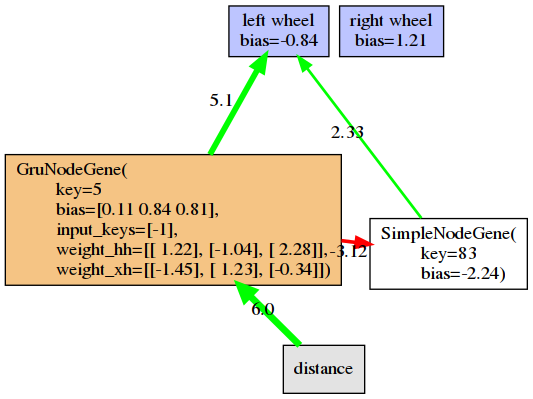 left wheel
bias=-0.84
right wheel
bias=1.21
5.1
2.33
GruNodeGene(
key=5
bias=[0.11 0.84 0.81],
input_keys=[-1],
weight_hh=[[ 1.22], [-1.04], [ 2.28]],
weight_xh=[[-1.45], [ 1.23], [-0.34]])
-3.12
SimpleNodeGene(
key=83
bias=-2.24)
6.0
distance